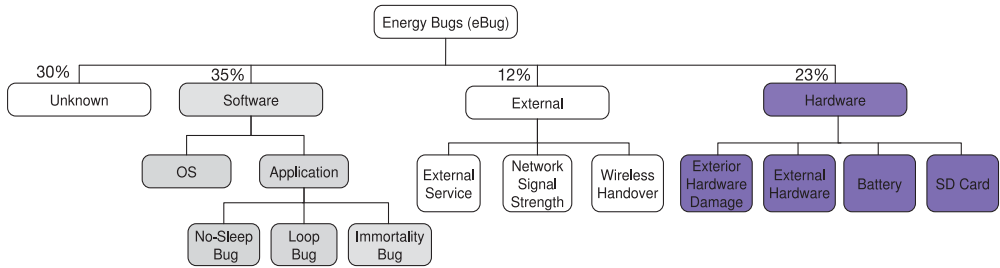 Energy Bugs (eBug)
30%
35%
12%
23%
Unknown
Software
External
Hardware
OS
Application
External
Service
Network
Signal
Strength
Wireless
Handover
Exterior
Hardware
Damage
External
Hardware
Battery
SD Card
No-Sleep
Bug
Loop
Bug
Immortality
Bug